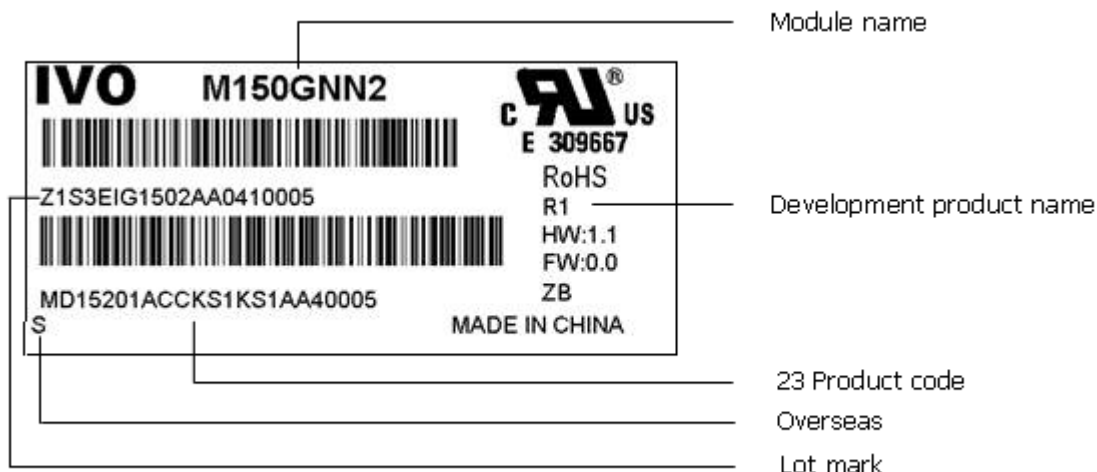 Module name
IVO M150GNN2
C RU ® US
E 309667
Z1S3EIG1502AA0410005
RoHS
R1
Development product name
HW:1.1
FW:0.0
MD15201ACCKS1KS1AA40005
ZB
S
MADE IN CHINA
23 Product code
Overseas
Lot mark